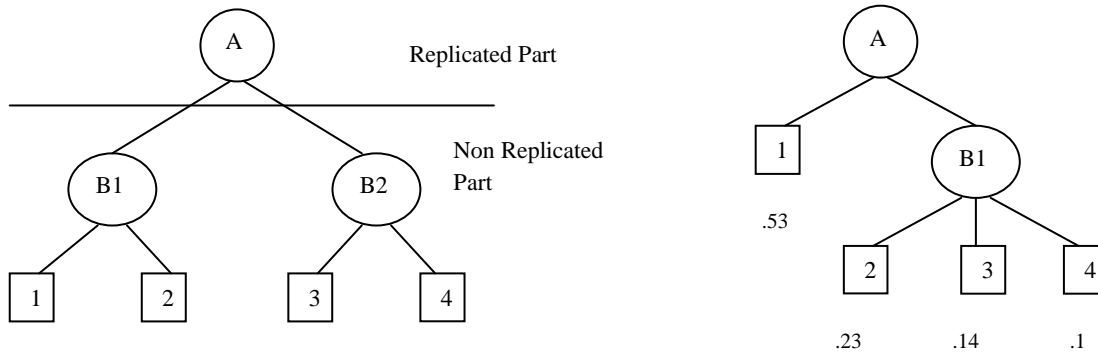 A
Replicated Part
Non Replicated
Part
B1
B2
1
2
3
4
A
1
B1
.53
2
3
4
.23
.14
.1